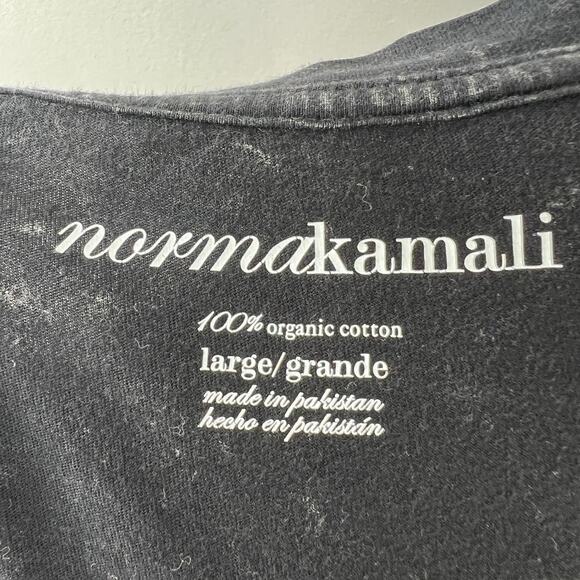 normakamali
100% organic cotton
large/grande
made in pakistan
hecho en pakistán